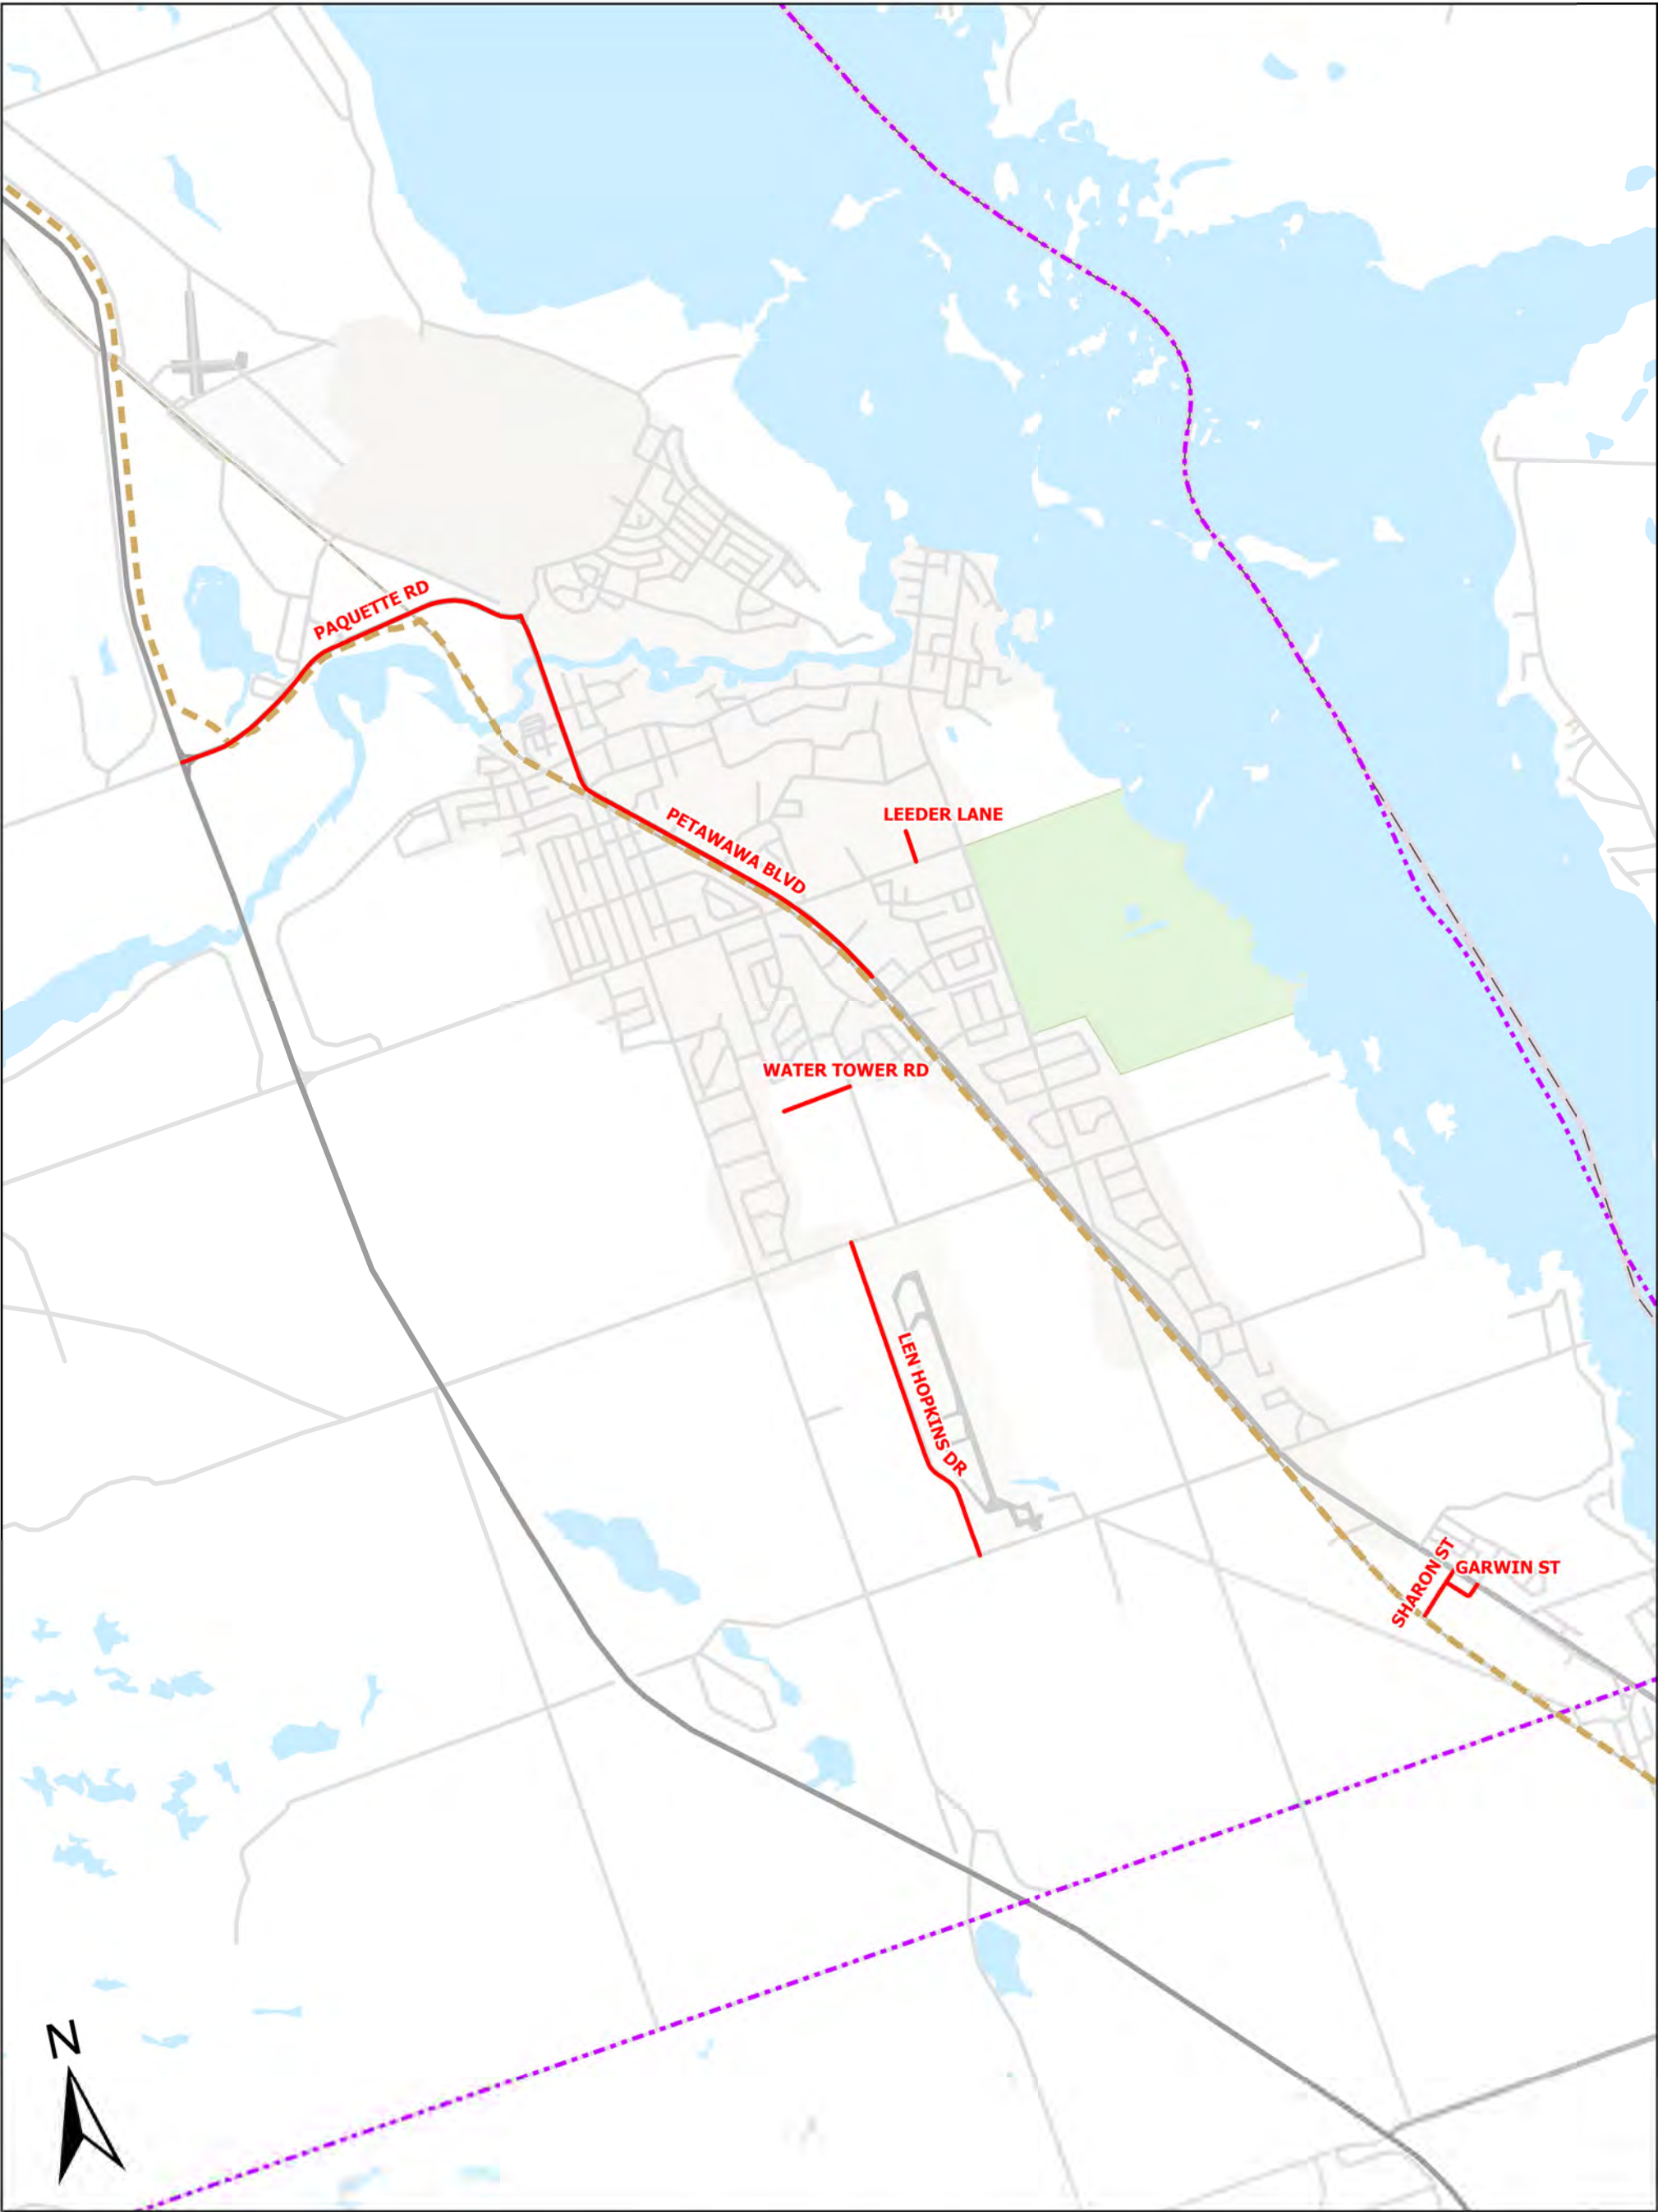 PAQUETTE RD
PETAWAWA BLVD
LEEDER LANE
WATER TOWER RD
LEN HOPKINS DR
SHARON ST
GARWIN ST
N